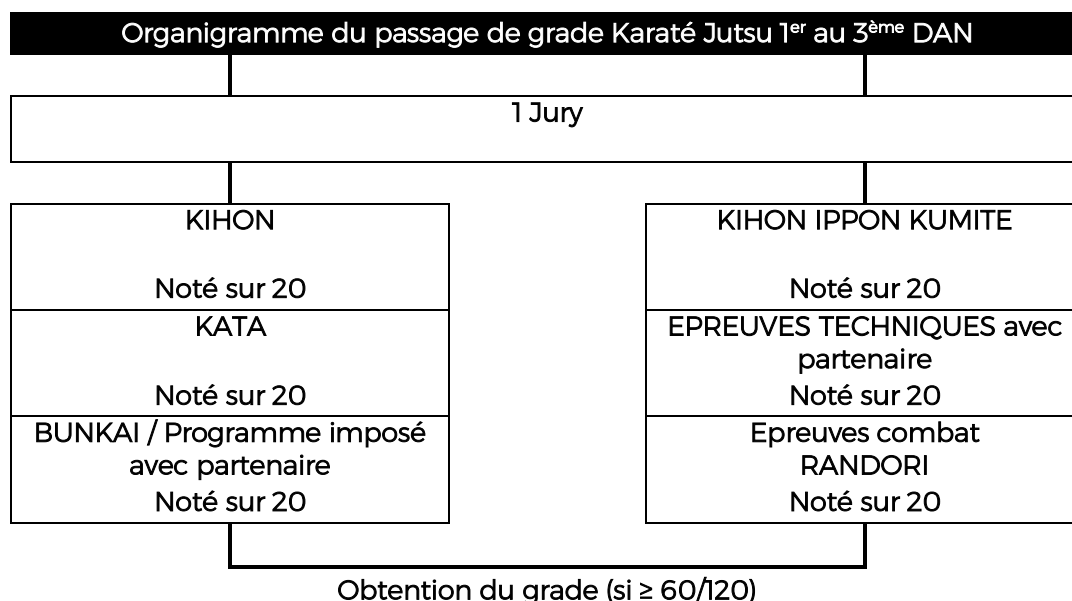 Organigramme du passage de grade Karaté Jutsu 1er au 3ème DAN
1 Jury
KIHON
Noté sur 20
KATA
Noté sur 20
BUNKAI / Programme imposé
avec partenaire
Noté sur 20
KIHON IPPON KUMITE
Noté sur 20
EPREUVES TECHNIQUES avec
partenaire
Noté sur 20
Epreuves combat
RANDORI
Noté sur 20
Obtention du grade (si ≥ 60/120)